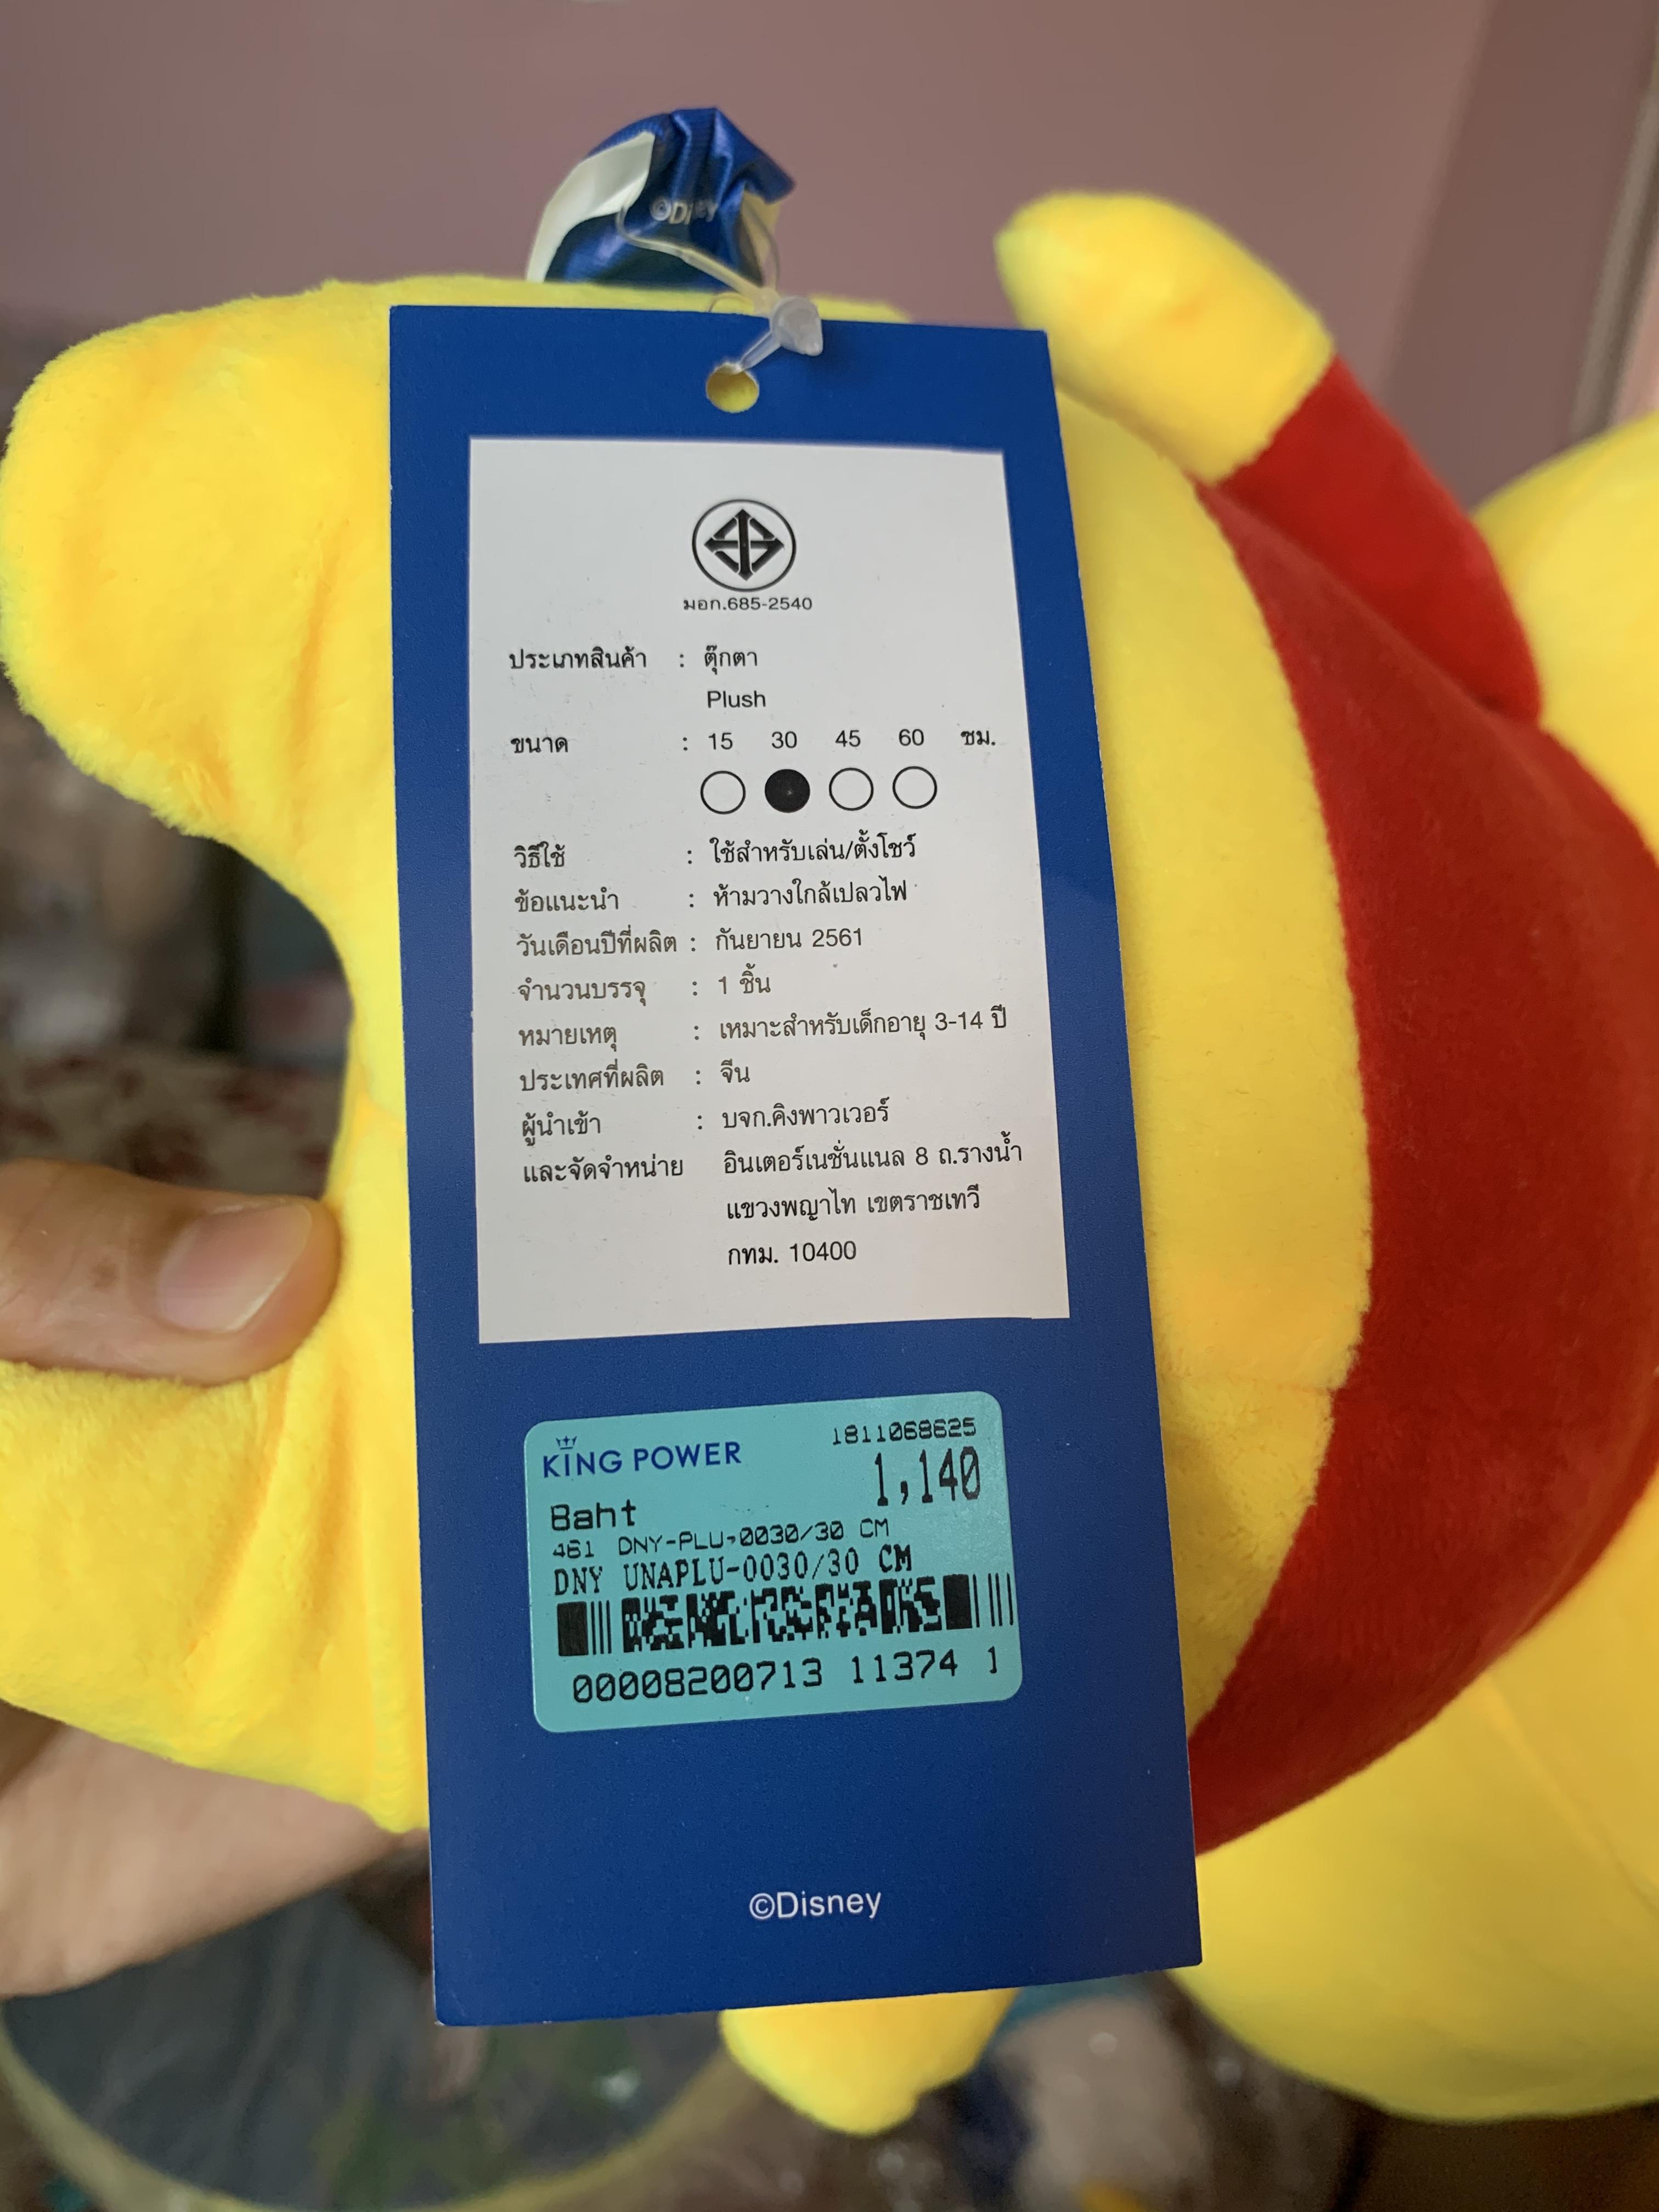 ©Di ey
มอก.685-2540
ประเภทสินค้า : ตุ๊กตา
Plush
ขนาด : 15 30 45 60 ซม.
วิธีใช้ : ใช้สำหรับเล่น/ตั้งโชว์
ข้อแนะนำ : ห้ามวางใกล้เปลวไฟ
วันเดือนปีที่ผลิต : กันยายน 2561
จำนวนบรรจุ : 1 ชิ้น
หมายเหตุ : เหมาะสำหรับเด็กอายุ 3-14 ปี
ประเทศที่ผลิต : จีน
ผู้นำเข้า : บจก.คิงพาวเวอร์
และจัดจำหน่าย อินเตอร์เนชั่นแนล 8 ถ.รางน้ำ
แขวงพญาไท เขตราชเทวี
กทม. 10400
1811068625
KING POWER
1,140
Baht
461 DNY-PLU-0030/30 CM
DNY UNAPLU-0030/30 CM
00008200713 11374 1
©Disney